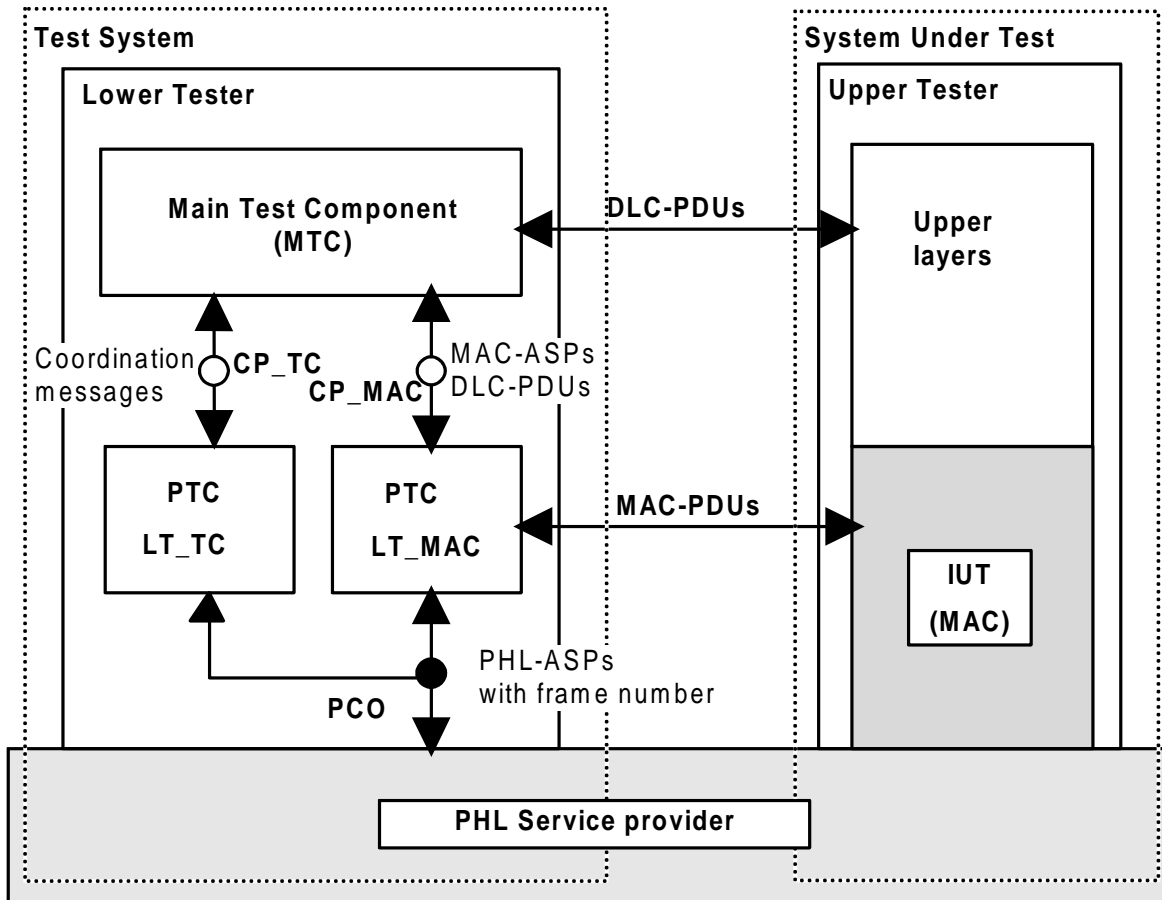 Test System
System Under Test
Lower Tester
Upper Tester
Main Test Component
(MTC)
DLC-PDUs
Upper
layers
Coordination
messages
CP_TC
CP_MAC
MAC-ASPs
DLC-PDUs
PTC
LT_TC
PTC
LT_MAC
MAC-PDUs
IUT
(MAC)
PHL-ASPs
with frame number
PCO
PHL Service provider